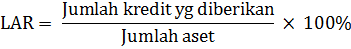 LAR = Jumlah kredit yg diberikan / Jumlah aset × 100%